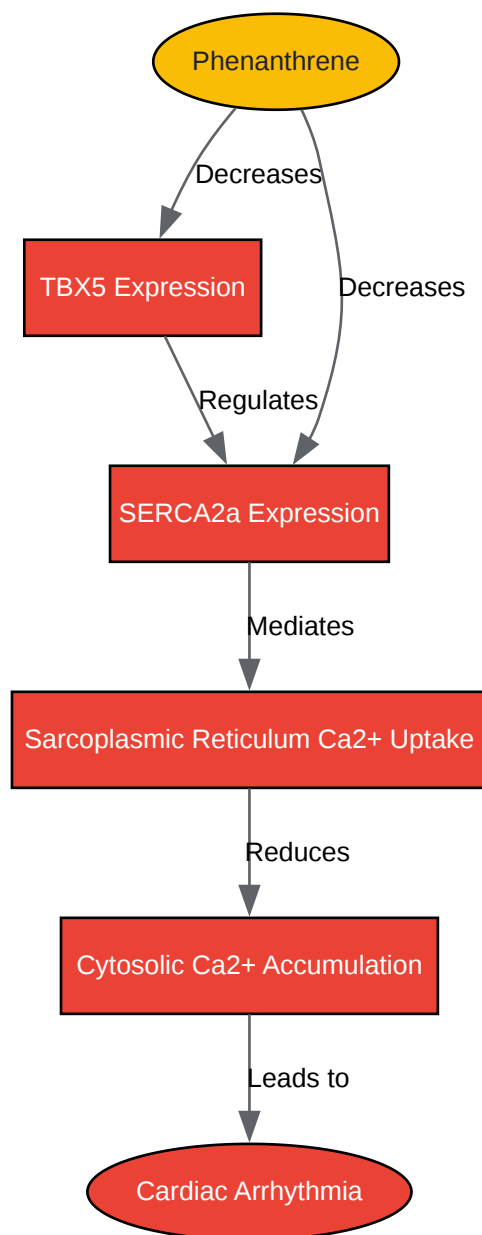 Phenanthrene
Decreases
TBX5 Expression
Decreases
Regulates
SERCA2a Expression
Mediates
Sarcoplasmic Reticulum Ca2+ Uptake
Reduces
Cytosolic Ca2+ Accumulation
Leads to
Cardiac Arrhythmia